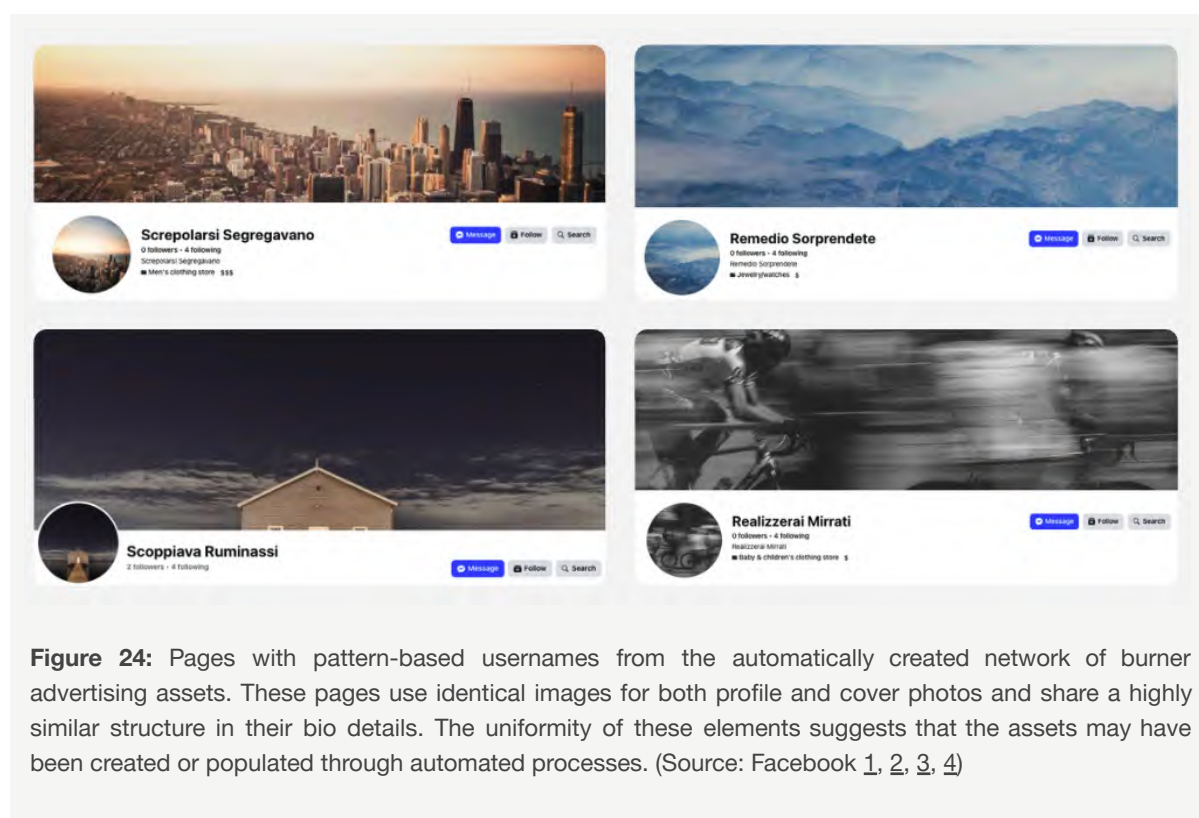 Screpolarsi Segregavano
0 followers • 4 following
Screpolarsi Segregavano
Men's clothing store $$$
Message Follow Search
Remedio Sorprendete
0 followers • 4 following
Remedio Sorprendete
Jewelry/watches $
Message Follow Search
Scoppiava Ruminassi
2 followers • 4 following
Message Follow Search
Realizzerai Mirrati
0 followers • 4 following
Realizzerai Mirrati
Baby & children's clothing store $
Message Follow Search
Figure 24: Pages with pattern-based usernames from the automatically created network of burner
advertising assets. These pages use identical images for both profile and cover photos and share a highly
similar structure in their bio details. The uniformity of these elements suggests that the assets may have
been created or populated through automated processes. (Source: Facebook 1, 2, 3, 4)